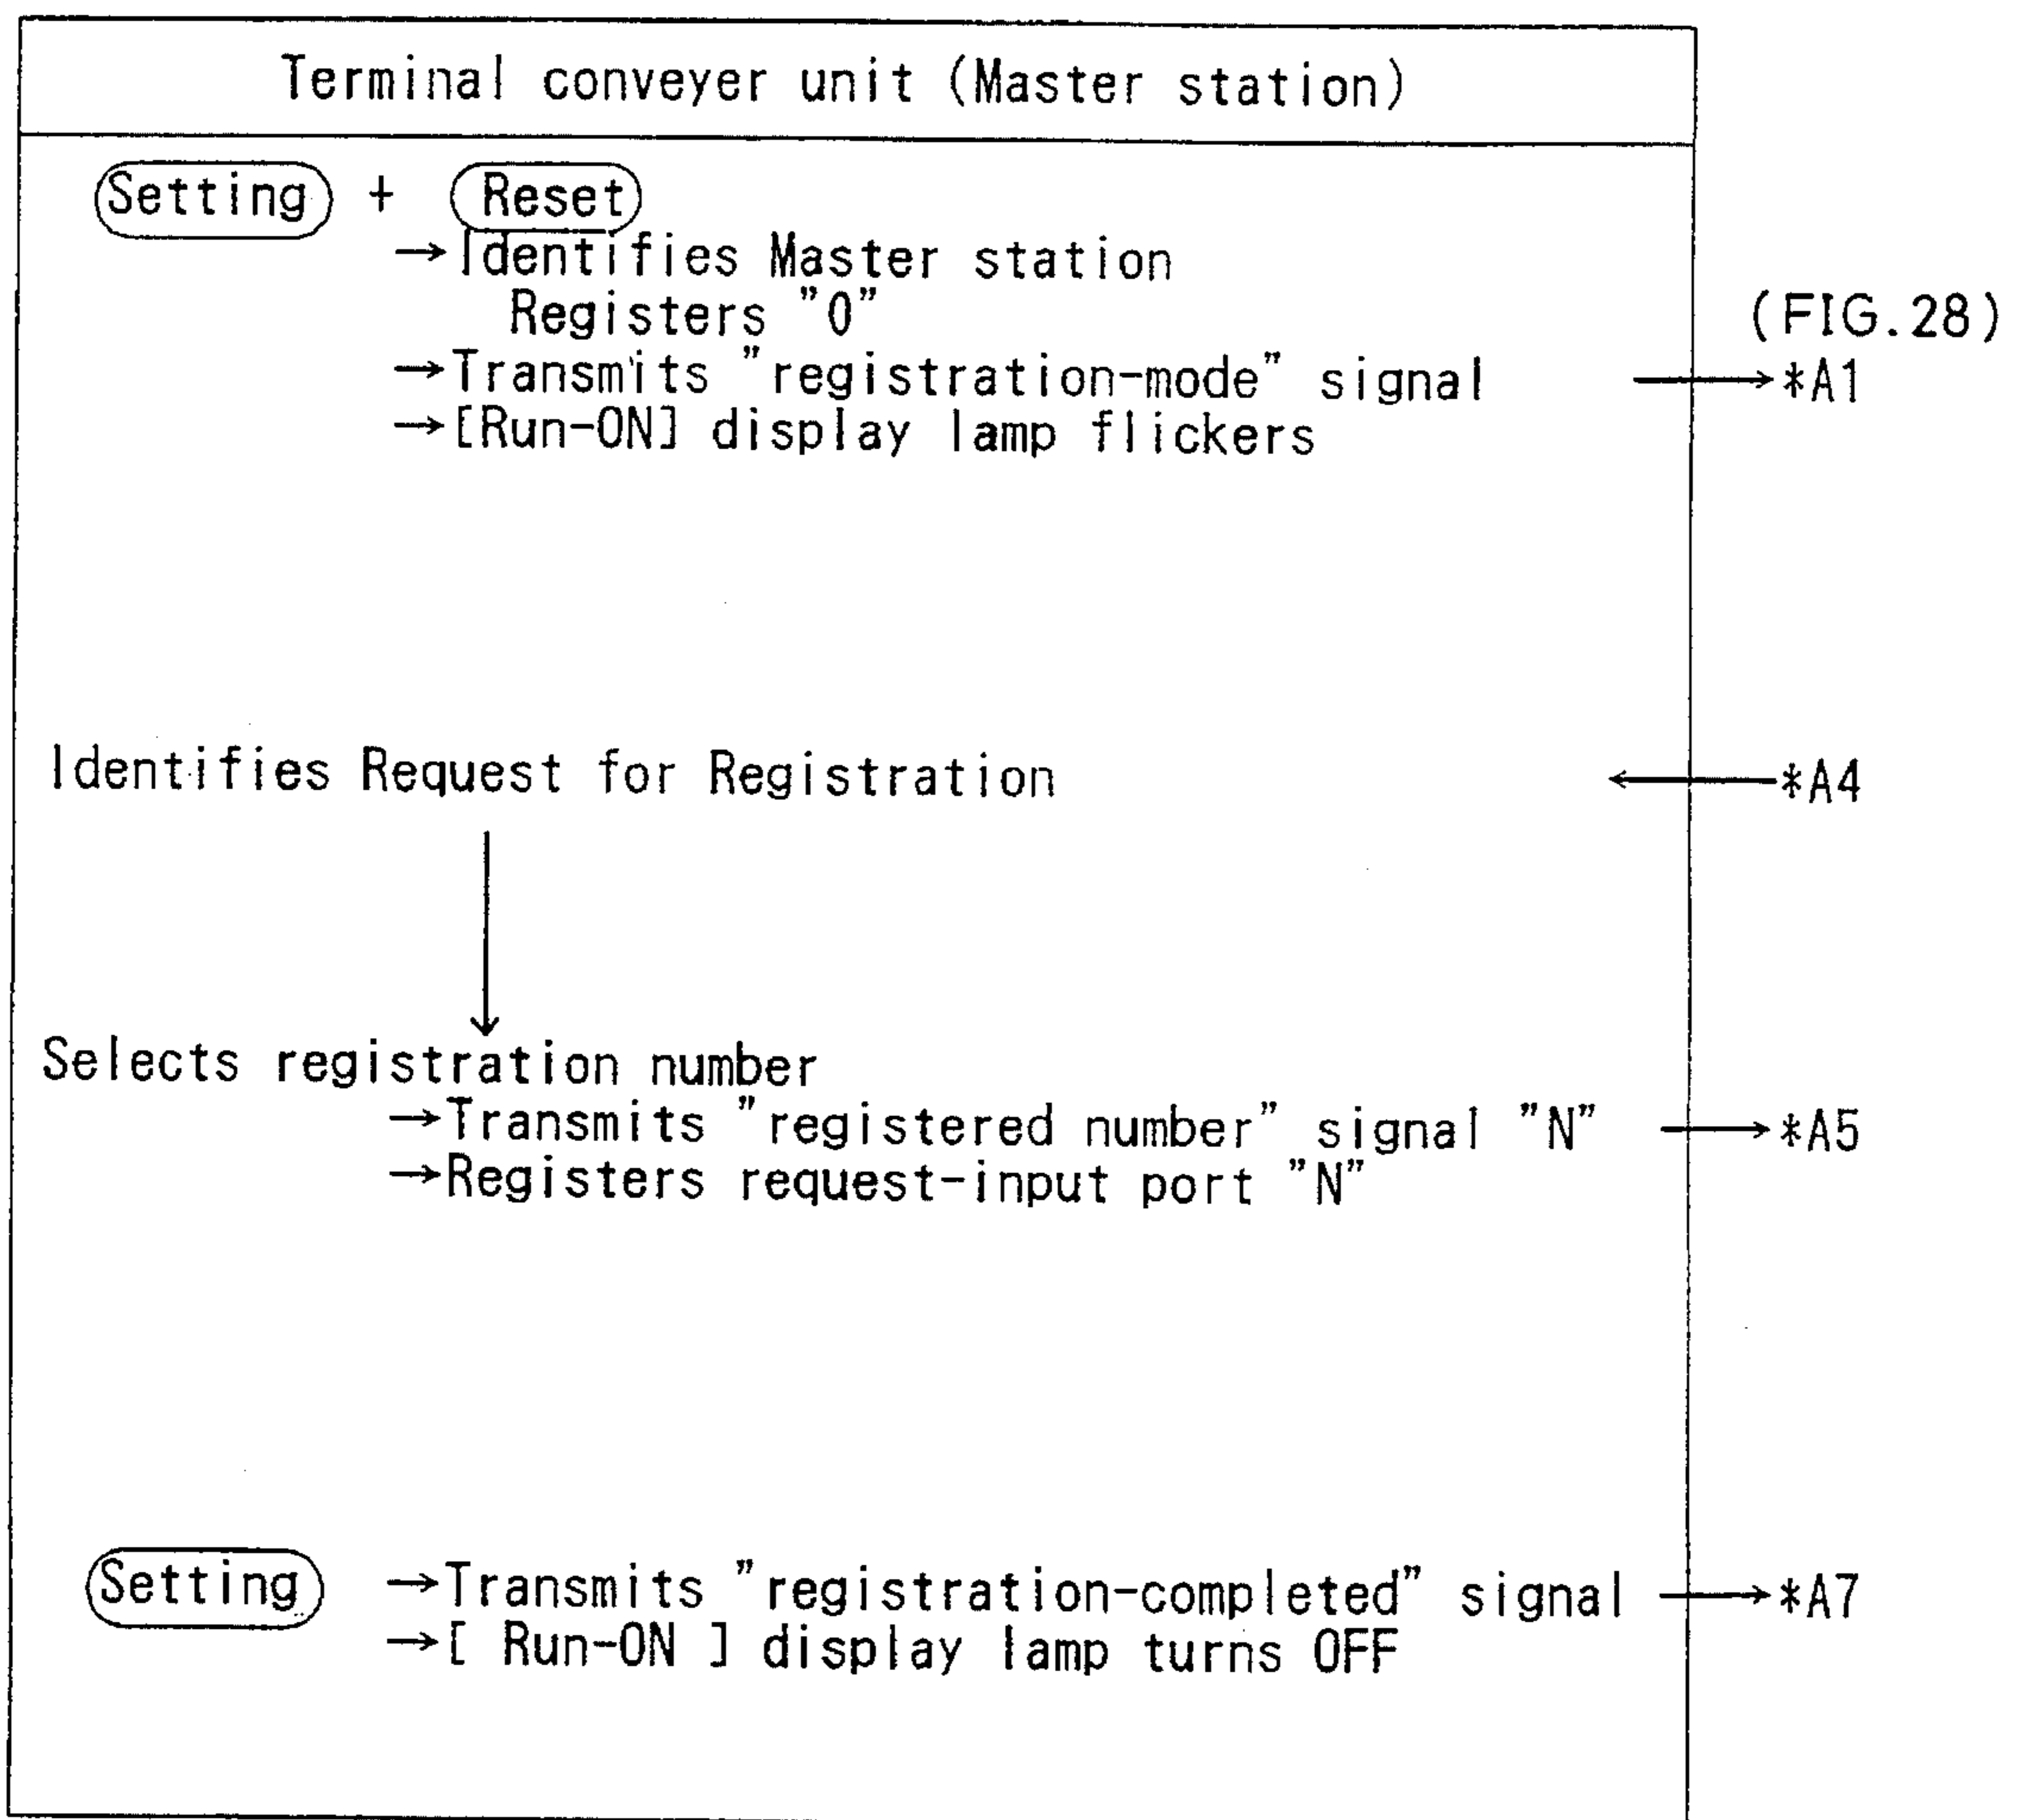 Terminal conveyer unit (Master station)
Setting + Reset
→Identifies Master station
Registers "0"
(FIG.28)
→Transmits "registration-mode" signal →*A1
→[Run-ON] display lamp flickers
Identifies Request for Registration ←*A4
Selects registration number
→Transmits "registered number" signal "N" →*A5
→Registers request-input port "N"
Setting →Transmits "registration-completed" signal →*A7
→[ Run-ON ] display lamp turns OFF